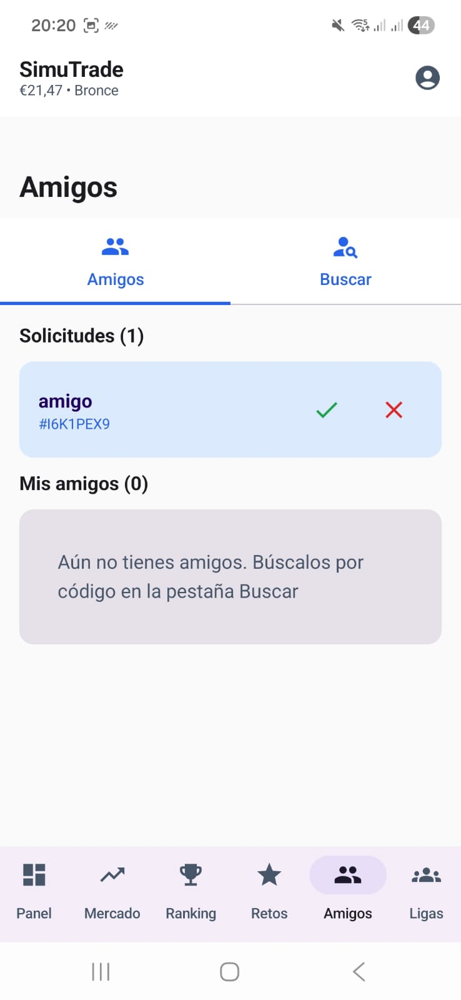 20:20
44
SimuTrade
€21,47 • Bronce
Amigos
Amigos
Buscar
Solicitudes (1)
amigo
#I6K1PEX9
Mis amigos (0)
Aún no tienes amigos. Búscalos por
código en la pestaña Buscar
Panel
Mercado
Ranking
Retos
Amigos
Ligas